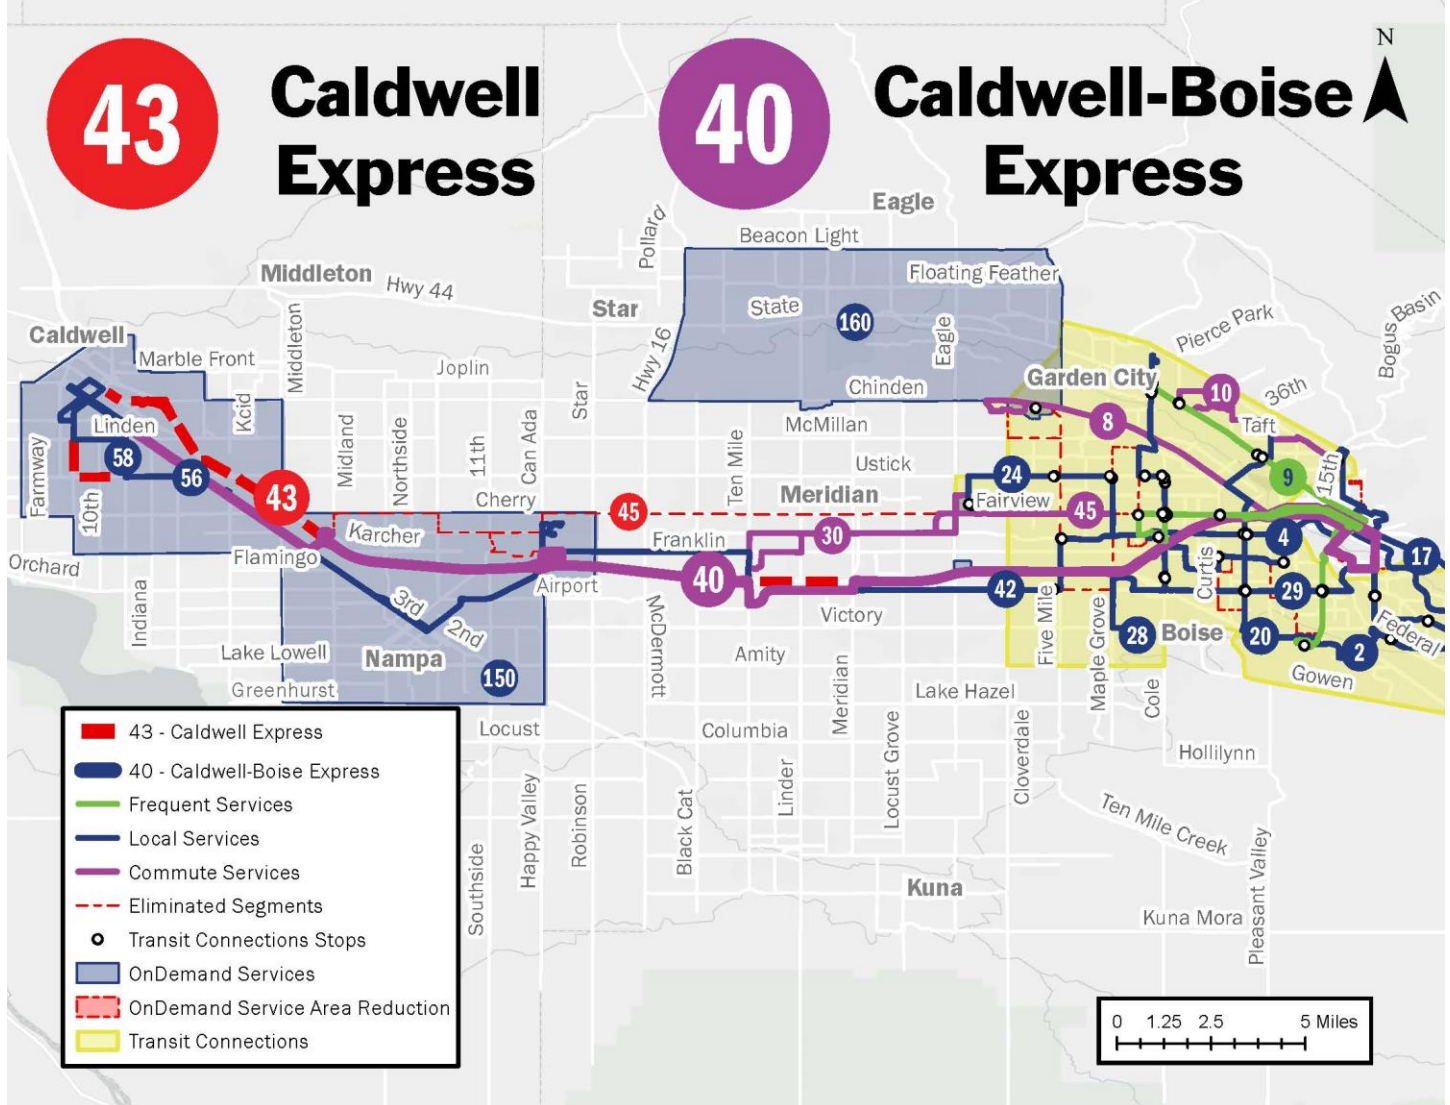 43
Caldwell
Express
40
Caldwell-Boise
Express
N
Eagle
Pollard
Beacon Light
Middleton
Hwy 44
Floating Feather
Star
State
160
Eagle
Pierce Park
Bogus Basin
Caldwell
Marble Front
Middleton
Joplin
Hwy 16
Star
Chinden
Garden City
10
36th
Kcid
Linden
McMillan
8
Taft
Farmway
58
56
10th
43
Midland
Northside
11th
Can Ada
Cherry
Ten Mile
Ustick
Meridian
24
Fairview
9
15th
45
45
Karcher
Franklin
30
4
17
Orchard
Flamingo
Airport
40
Victory
42
Curtis
29
Indiana
3rd
2nd
McDermott
Five Mile
Maple Grove
28
Boise
20
2
Federal
Lake Lowell
Nampa
150
Amity
Gowen
Greenhurst
Meridian
Lake Hazel
Cole
Locust
Columbia
Locust Grove
Cloverdale
Hollilynn
Happy Valley
Robinson
Black Cat
Linder
Ten Mile Creek
Southside
Kuna
Kuna Mora
Pleasant Valley
43 - Caldwell Express
40 - Caldwell-Boise Express
Frequent Services
Local Services
Commute Services
Eliminated Segments
Transit Connections Stops
OnDemand Services
OnDemand Service Area Reduction
Transit Connections
0 1.25 2.5 5 Miles